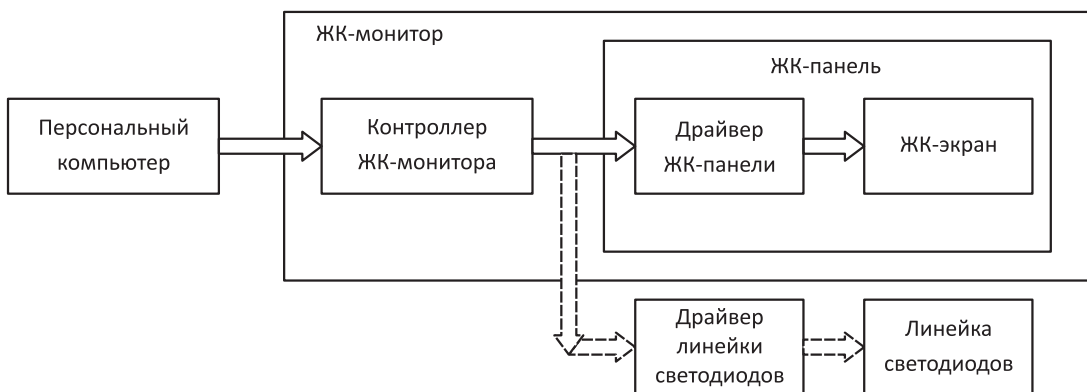 ЖК-монитор
ЖК-панель
Персональный
компьютер
Контроллер
ЖК-монитора
Драйвер
ЖК-панели
ЖК-экран
Драйвер
линейки
светодиодов
Линейка
светодиодов